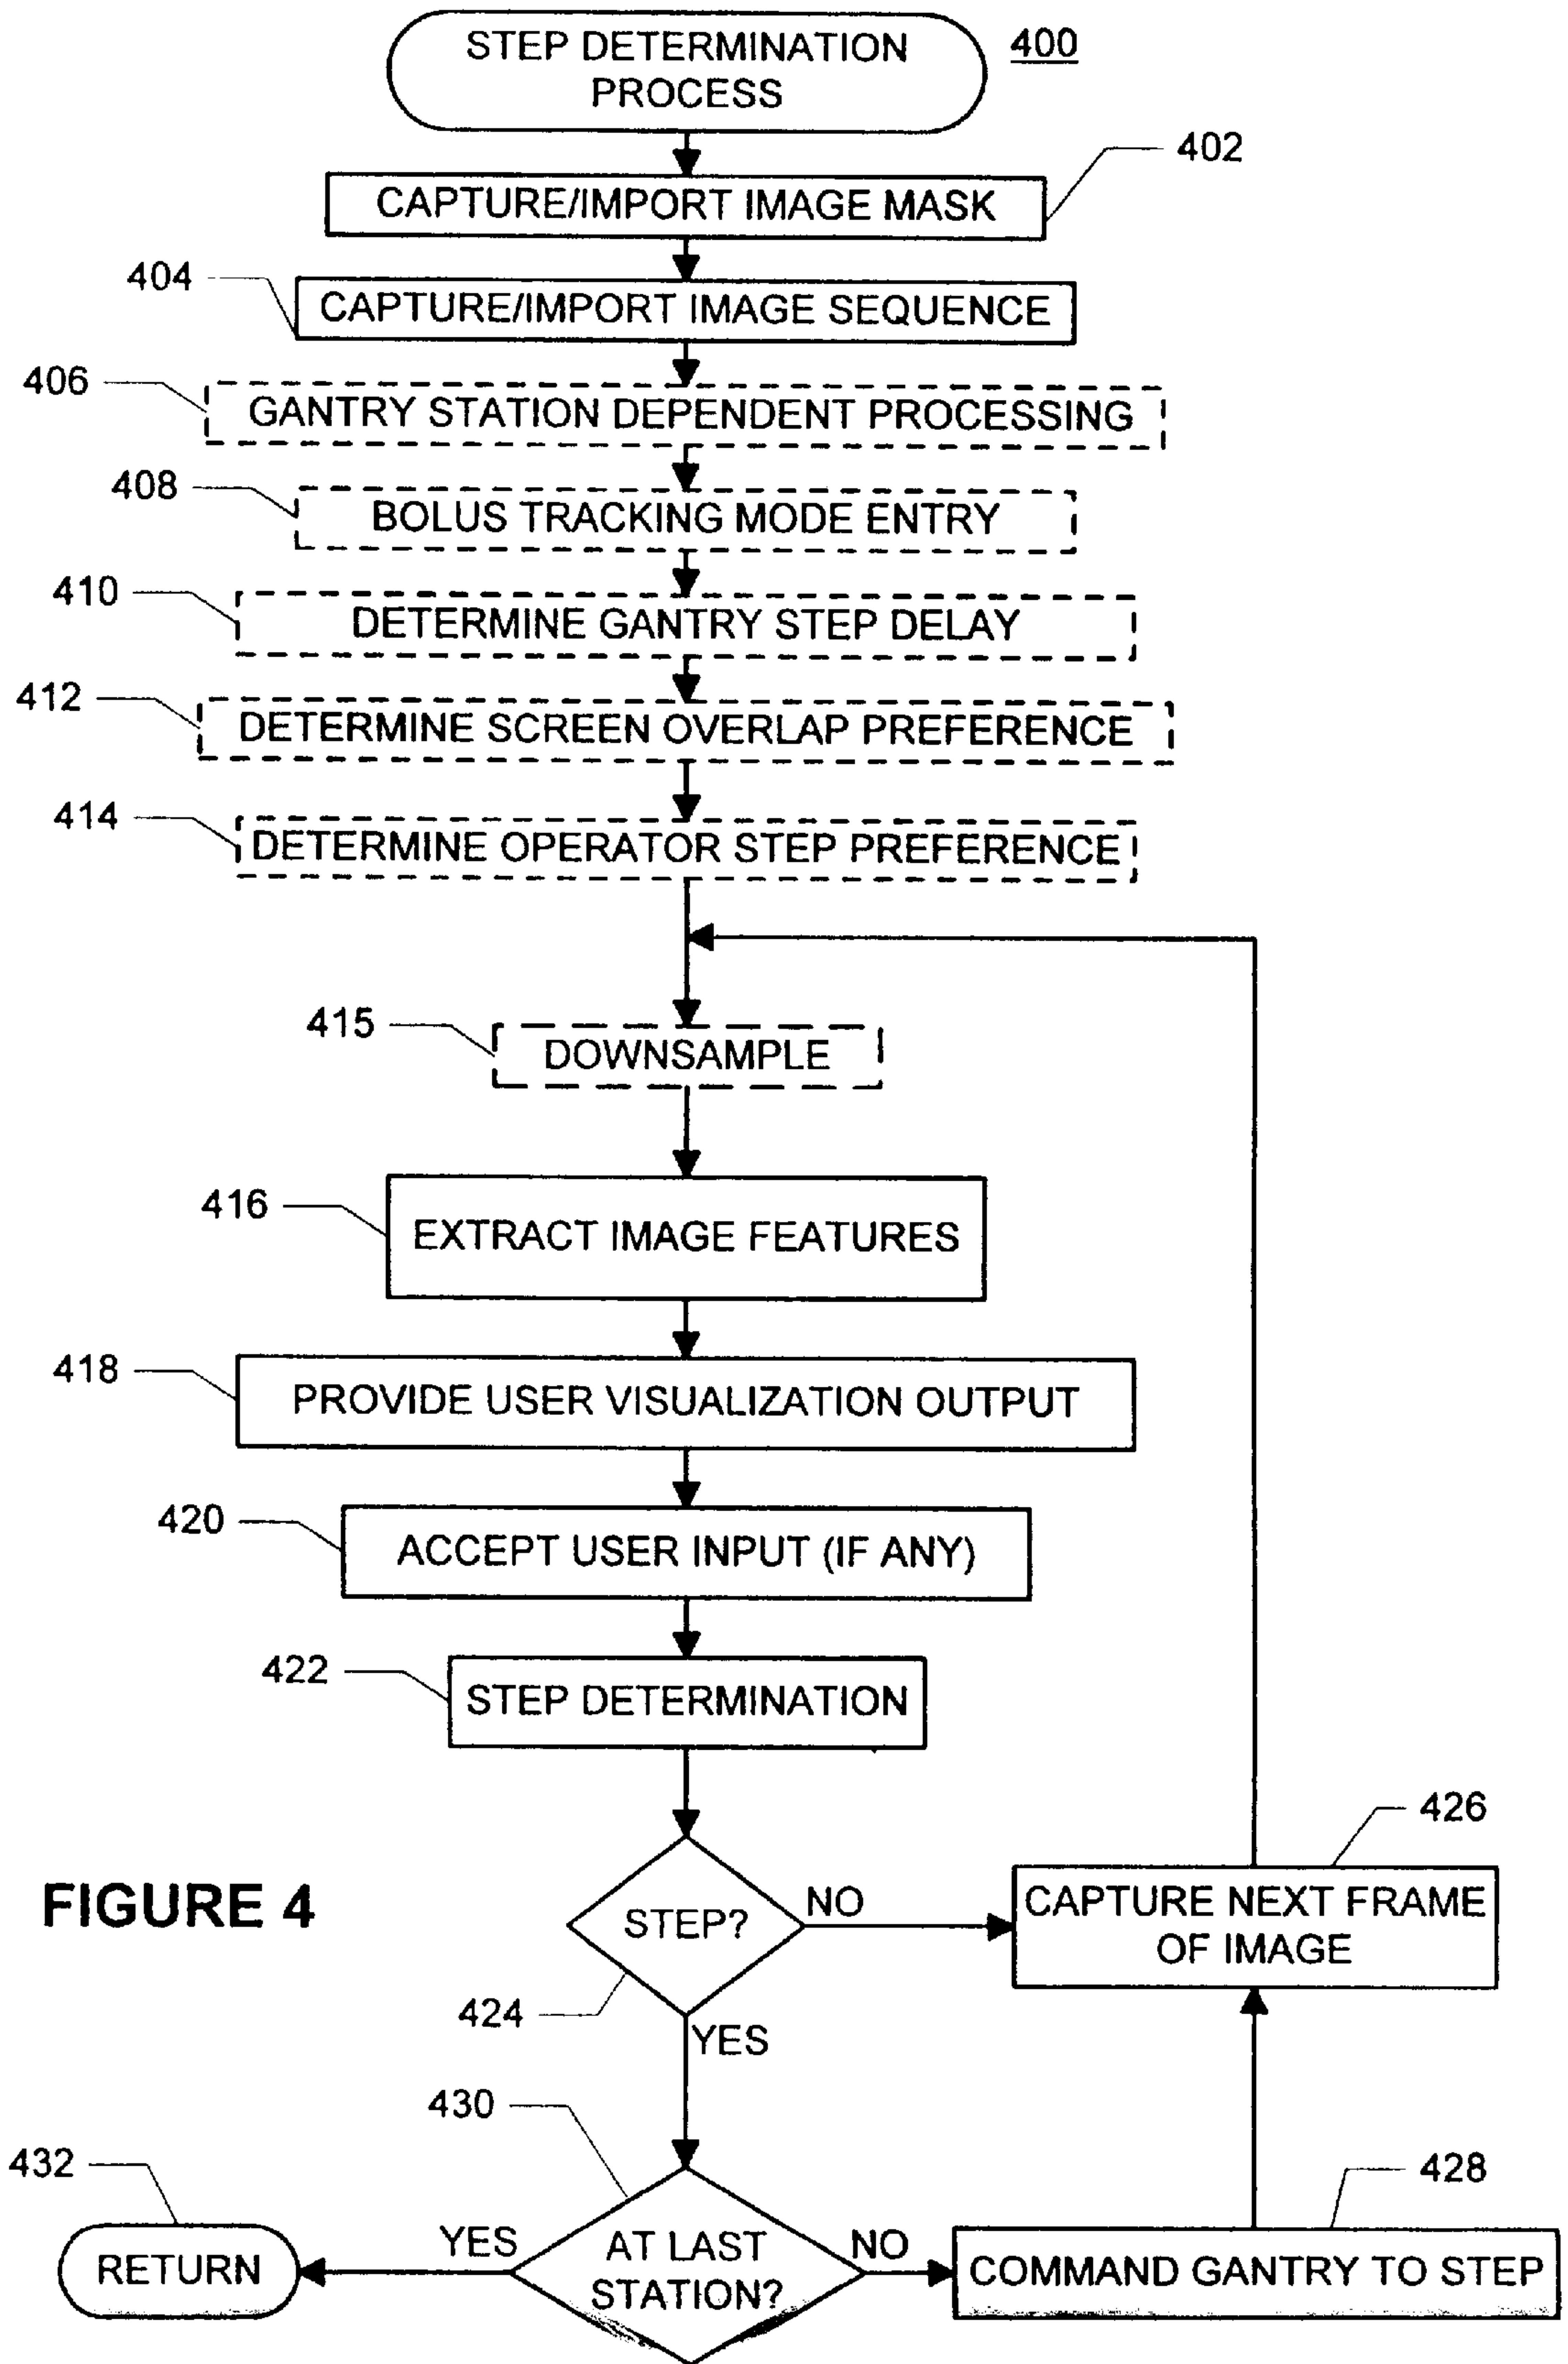 STEP DETERMINATION
PROCESS
400
402
CAPTURE/IMPORT IMAGE MASK
404
CAPTURE/IMPORT IMAGE SEQUENCE
406
GANTRY STATION DEPENDENT PROCESSING
408
BOLUS TRACKING MODE ENTRY
410
DETERMINE GANTRY STEP DELAY
412
DETERMINE SCREEN OVERLAP PREFERENCE
414
DETERMINE OPERATOR STEP PREFERENCE
415
DOWNSAMPLE
416
EXTRACT IMAGE FEATURES
418
PROVIDE USER VISUALIZATION OUTPUT
420
ACCEPT USER INPUT (IF ANY)
422
STEP DETERMINATION
426
CAPTURE NEXT FRAME
OF IMAGE
FIGURE 4
STEP?
NO
424
YES
430
432
428
RETURN
YES
AT LAST
STATION?
NO
COMMAND GANTRY TO STEP